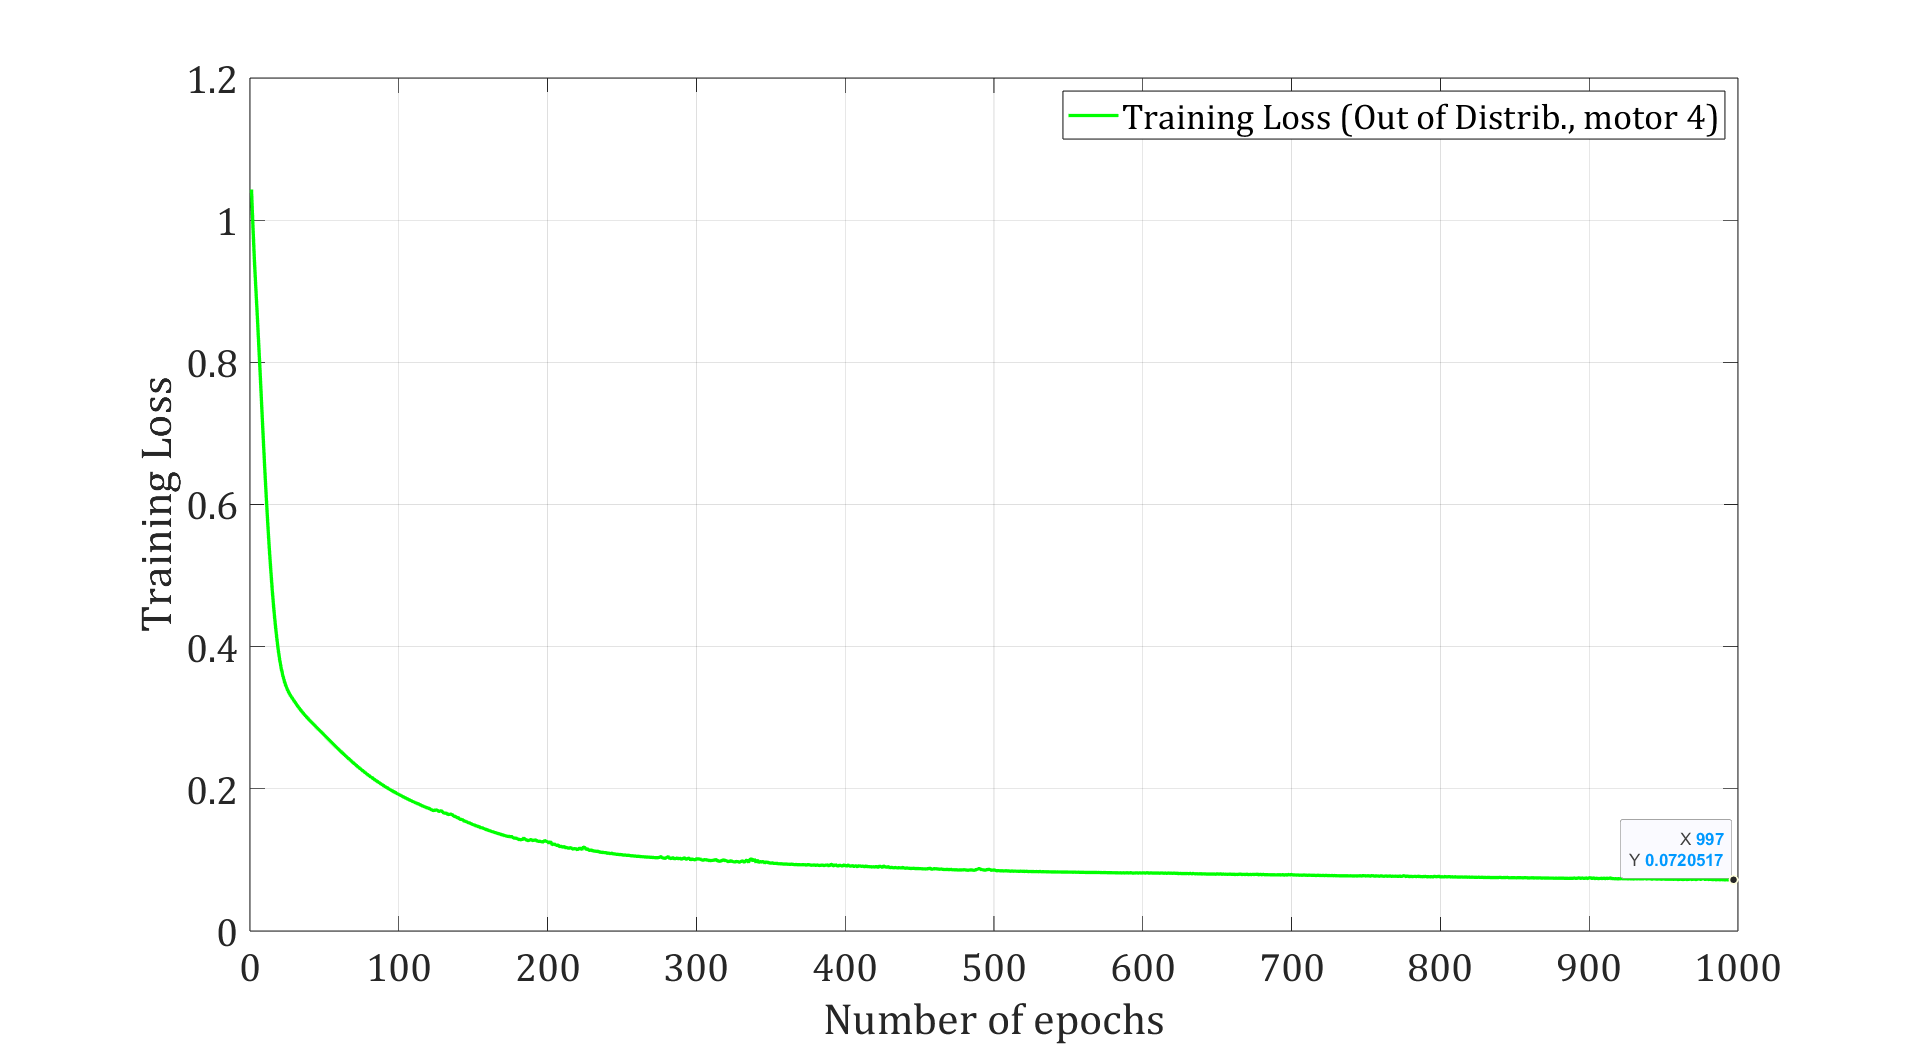 1.2
1
0.8
0.6
0.4
0.2
0
Training Loss
Training Loss (Out of Distrib., motor 4)
X 997
Y 0.0720517
0 100 200 300 400 500 600 700 800 900 1000
Number of epochs